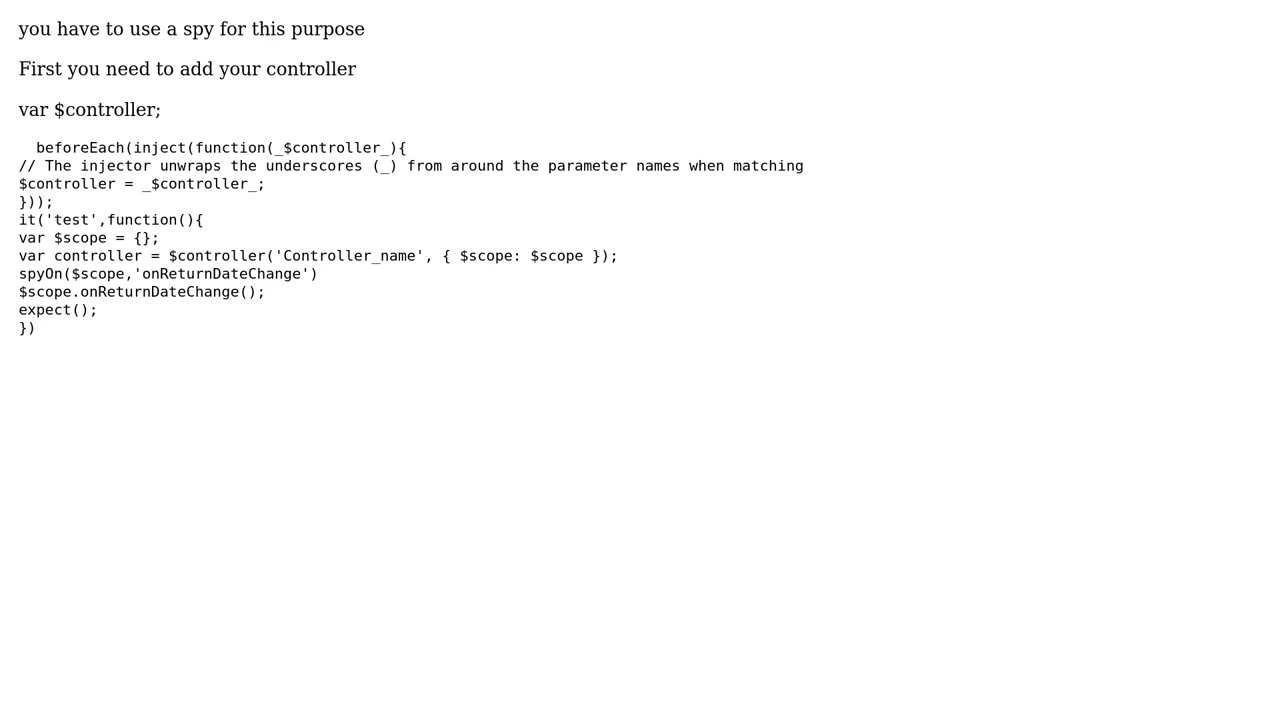 you have to use a spy for this purpose
First you need to add your controller
var $controller;
beforeEach(inject(function(_$controller_){
// The injector unwraps the underscores (_) from around the parameter names when matching
$controller = _$controller_;
}));
it('test',function(){
var $scope = {};
var controller = $controller('Controller_name', { $scope: $scope });
spyOn($scope,'onReturnDateChange')
$scope.onReturnDateChange();
expect();
})